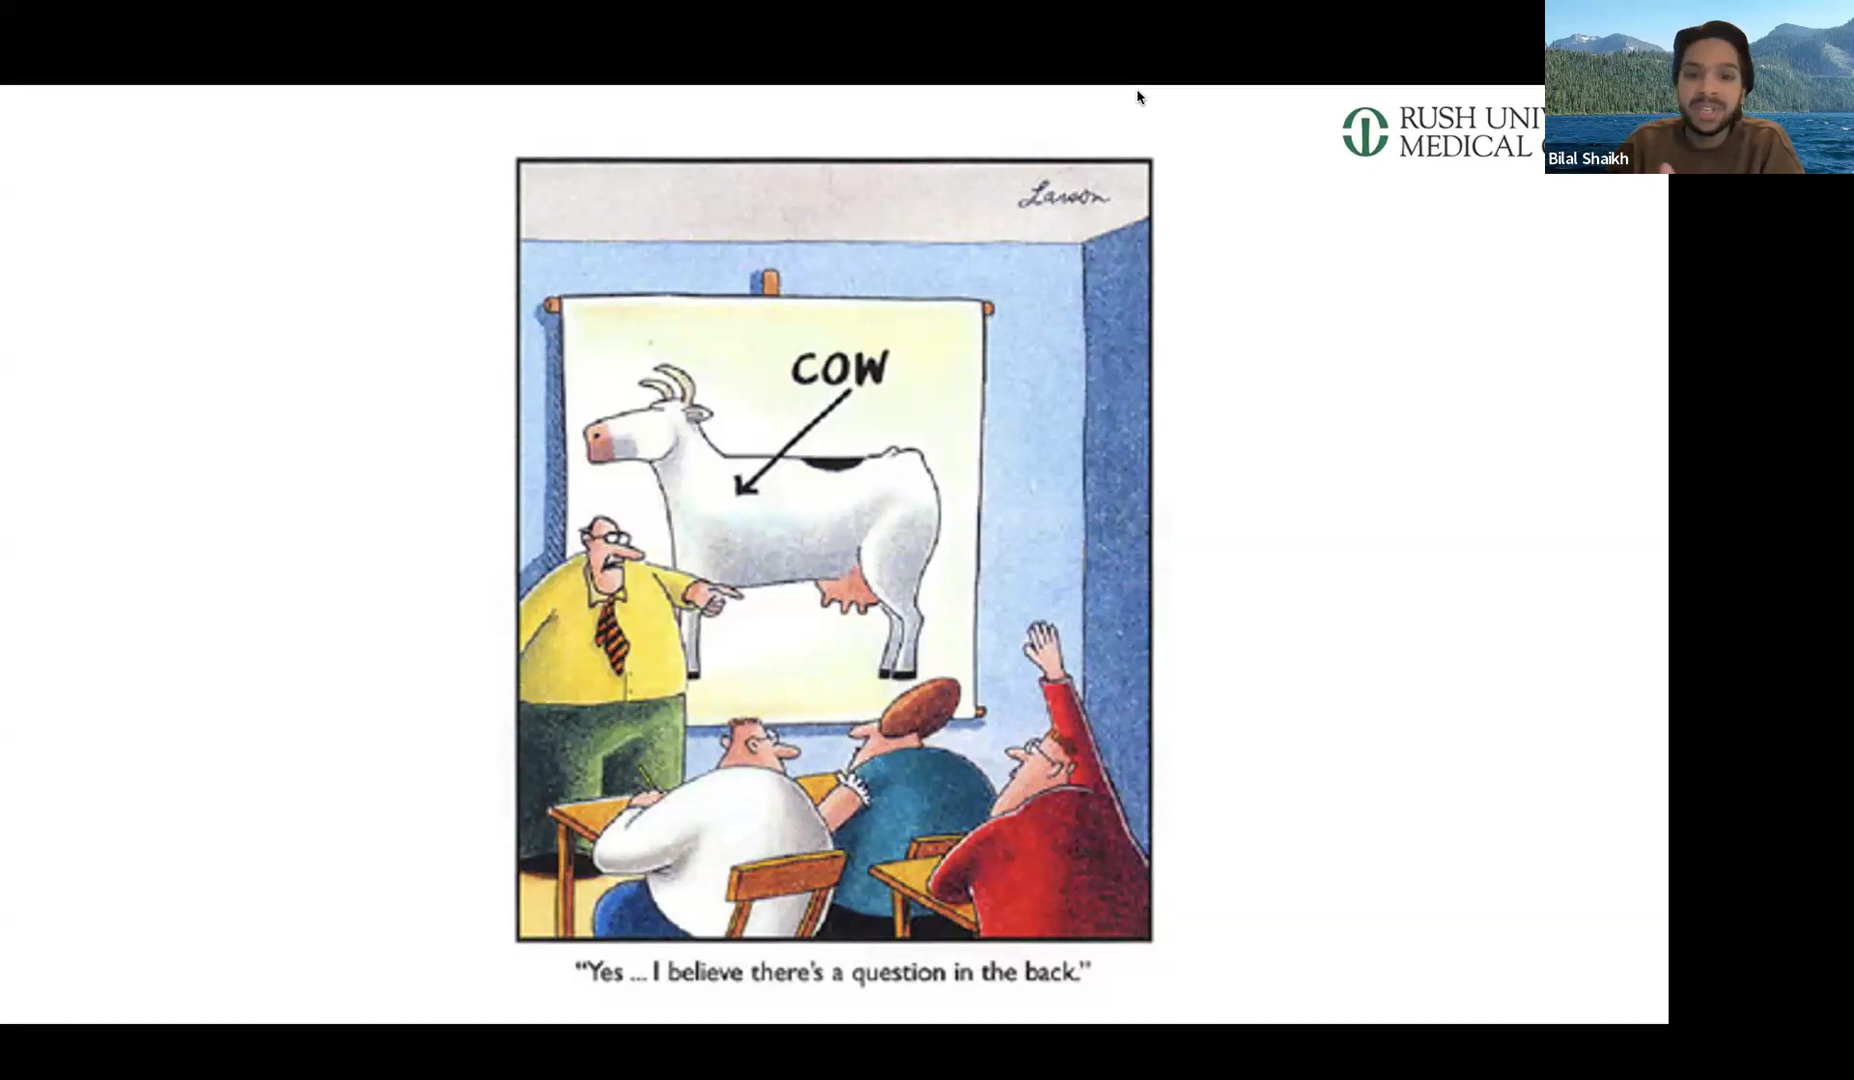 RUSH UNI
MEDICAL
Bilal Shaikh
Larson
COW
“Yes ... I believe there's a question in the back.”